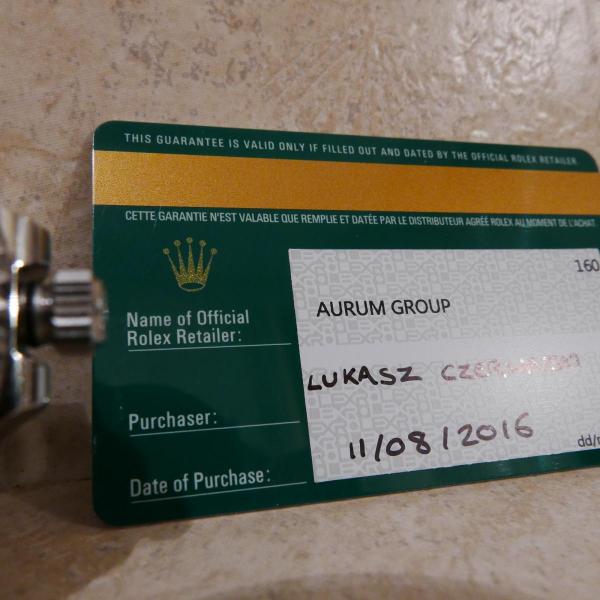 THIS GUARANTEE IS VALID ONLY IF FILLED OUT AND DATED BY THE OFFICIAL ROLEX RETAILER
CETTE GARANTIE N'EST VALABLE QUE REMPLIE ET DATÉE PAR LE DISTRIBUTEUR AGRÉÉ ROLEX AU MOMENT DE L'ACHAT
160
Name of Official
Rolex Retailer:
AURUM GROUP
Purchaser:
LUKASZ
Date of Purchase:
11/08/2016
dd/